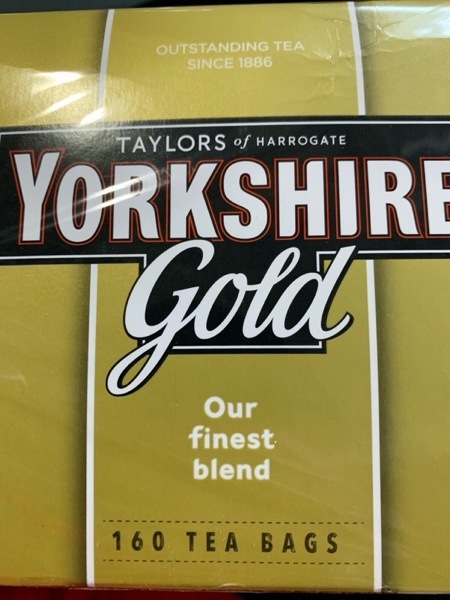 OUTSTANDING TEA
SINCE 1886
TAYLORS of HARROGATE
YORKSHIRE
Gold
Our
finest
blend
160 TEA BAGS